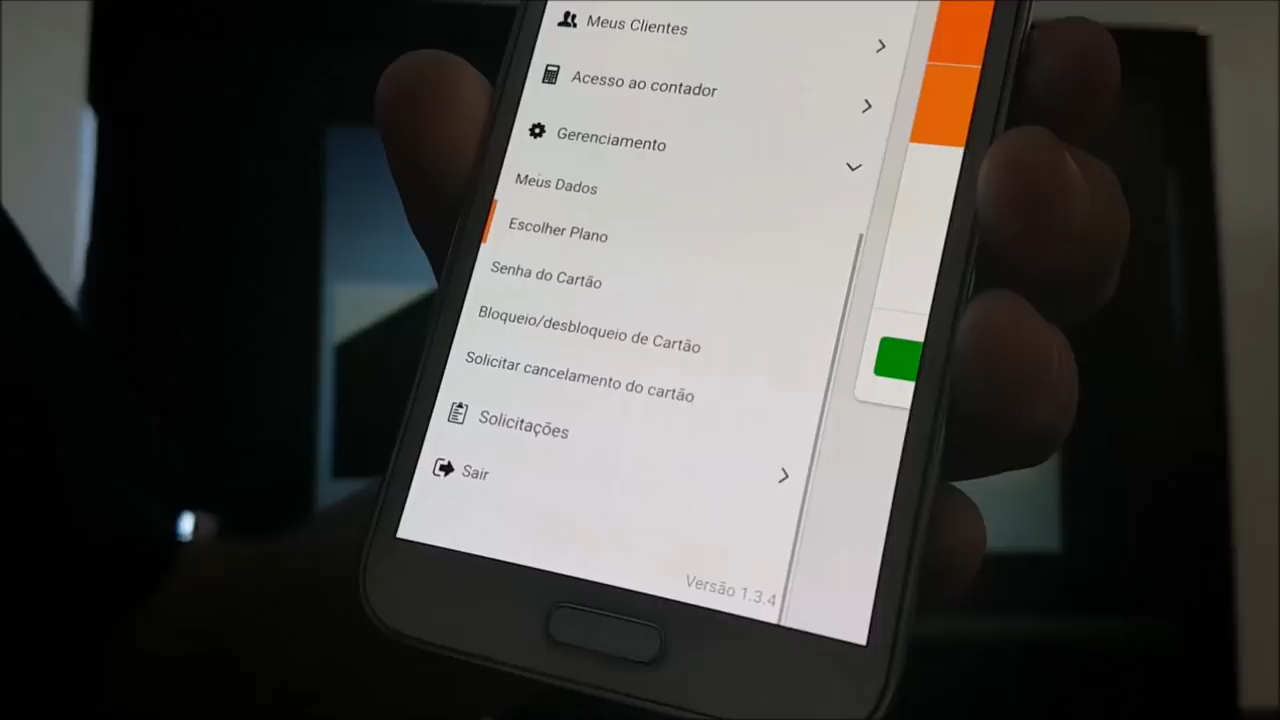 Meus Clientes
Acesso ao contador
Gerenciamento
Meus Dados
Escolher Plano
Senha do Cartão
Bloqueio/desbloqueio de Cartão
Solicitar cancelamento do cartão
Solicitações
Sair
Versão 1.3.4